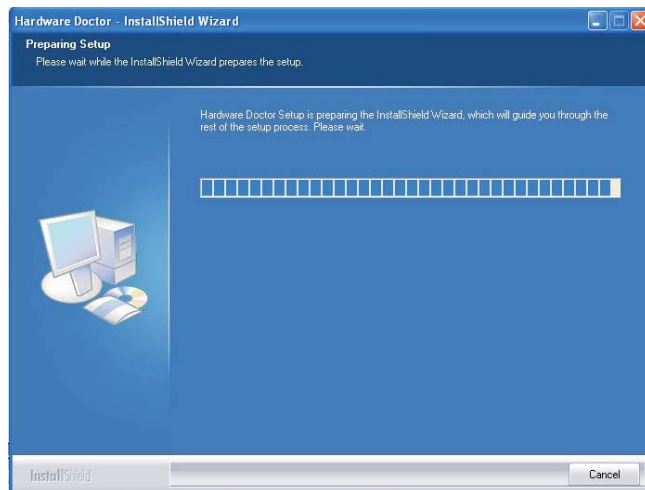 Hardware Doctor - InstallShield Wizard
Preparing Setup
Please wait while the InstallShield Wizard prepares the setup.
Hardware Doctor Setup is preparing the InstallShield Wizard, which will guide you through the
rest of the setup process. Please wait.
InstallShield
Cancel